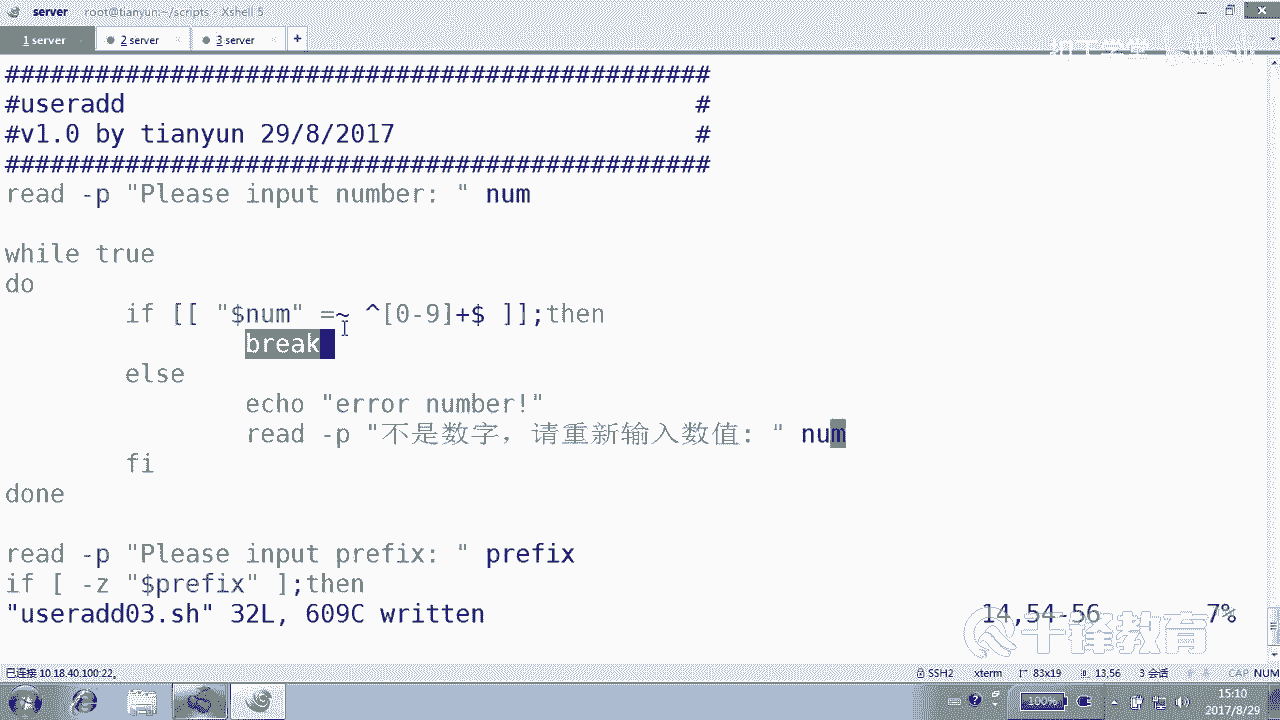 server root@tianyun:~/scripts - Xshell 5
1 server 2 server 3 server +
###############################################
#useradd #
#v1.0 by tianyun 29/8/2017 #
###############################################
read -p "Please input number: " num
while true
do
if [[ "$num" =~ ^[0-9]+$ ]];then
break
else
echo "error number!"
read -p "不是数字，请重新输入数值: " num
fi
done
read -p "Please input prefix: " prefix
if [ -z "$prefix" ];then
"useradd03.sh" 32L, 609C written 14,54-56 7%
千锋教育
已连接 10.18.40.100:22。 SSH2 xterm 83x19 13,56 3 会话 CAP NUM
100% 15:10
2017/8/29